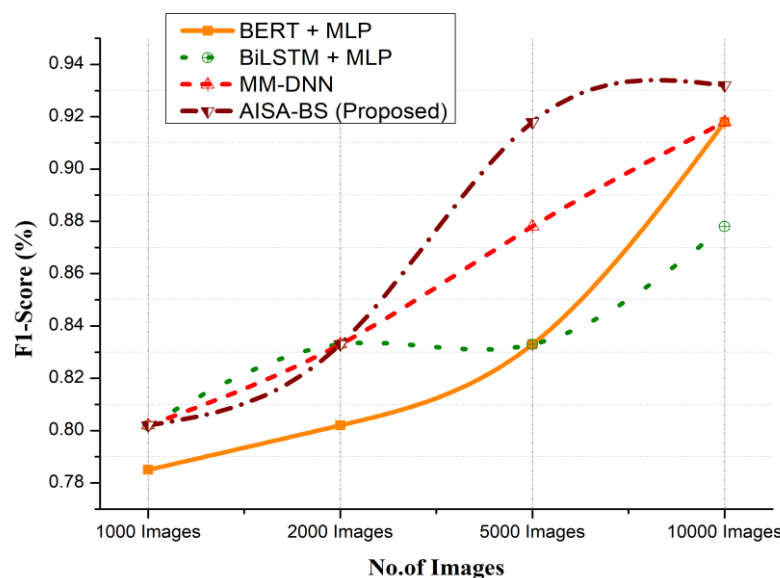 BERT + MLP
BiLSTM + MLP
MM-DNN
AISA-BS (Proposed)
F1-Score (%)
0.94
0.92
0.90
0.88
0.86
0.84
0.82
0.80
0.78
1000 Images
2000 Images
5000 Images
10000 Images
No.of Images